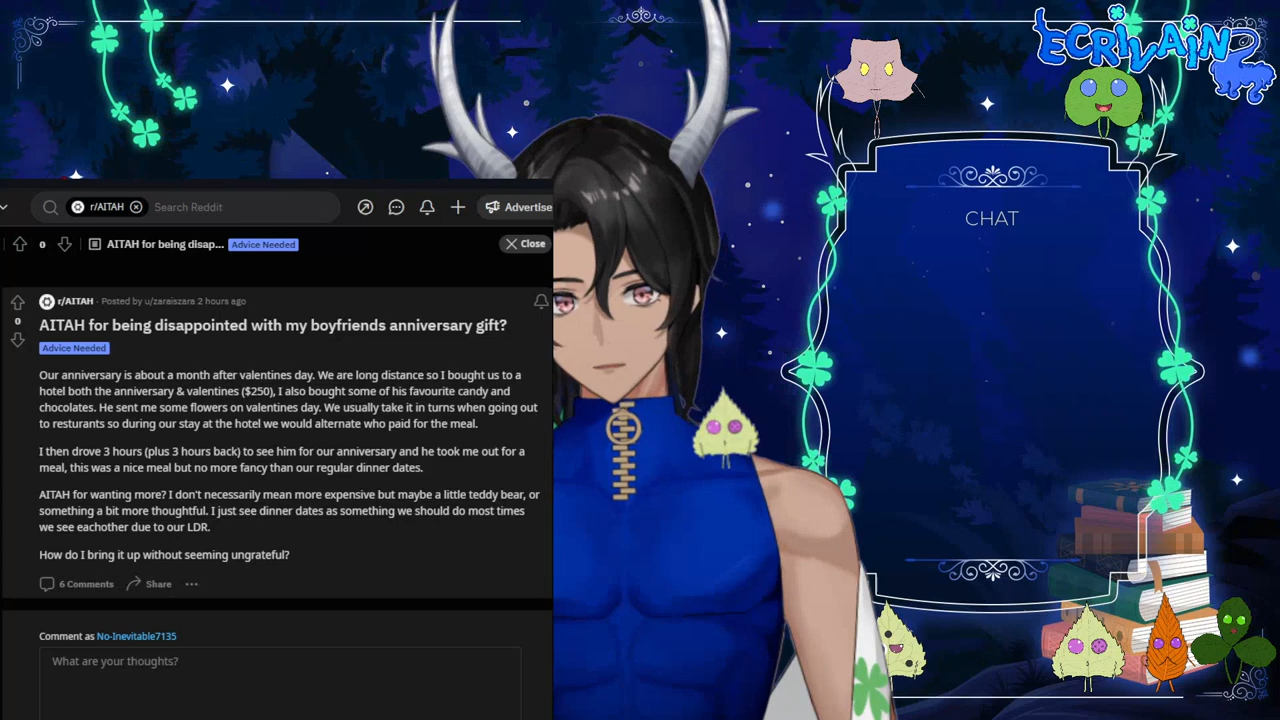 ECRIVAIN
r/AITAH
Search Reddit
Advertise
0
AITAH for being disap...
Advice Needed
Close
r/AITAH · Posted by u/zaraiszara 2 hours ago
0
AITAH for being disappointed with my boyfriends anniversary gift?
Advice Needed
Our anniversary is about a month after valentines day. We are long distance so I bought us to a
hotel both the anniversary & valentines ($250), I also bought some of his favourite candy and
chocolates. He sent me some flowers on valentines day. We usually take it in turns when going out
to resturants so during our stay at the hotel we would alternate who paid for the meal.
I then drove 3 hours (plus 3 hours back) to see him for our anniversary and he took me out for a
meal, this was a nice meal but no more fancy than our regular dinner dates.
AITAH for wanting more? I don't necessarily mean more expensive but maybe a little teddy bear, or
something a bit more thoughtful. I just see dinner dates as something we should do most times
we see eachother due to our LDR.
How do I bring it up without seeming ungrateful?
6 Comments
Share
Comment as No-Inevitable7135
What are your thoughts?
CHAT